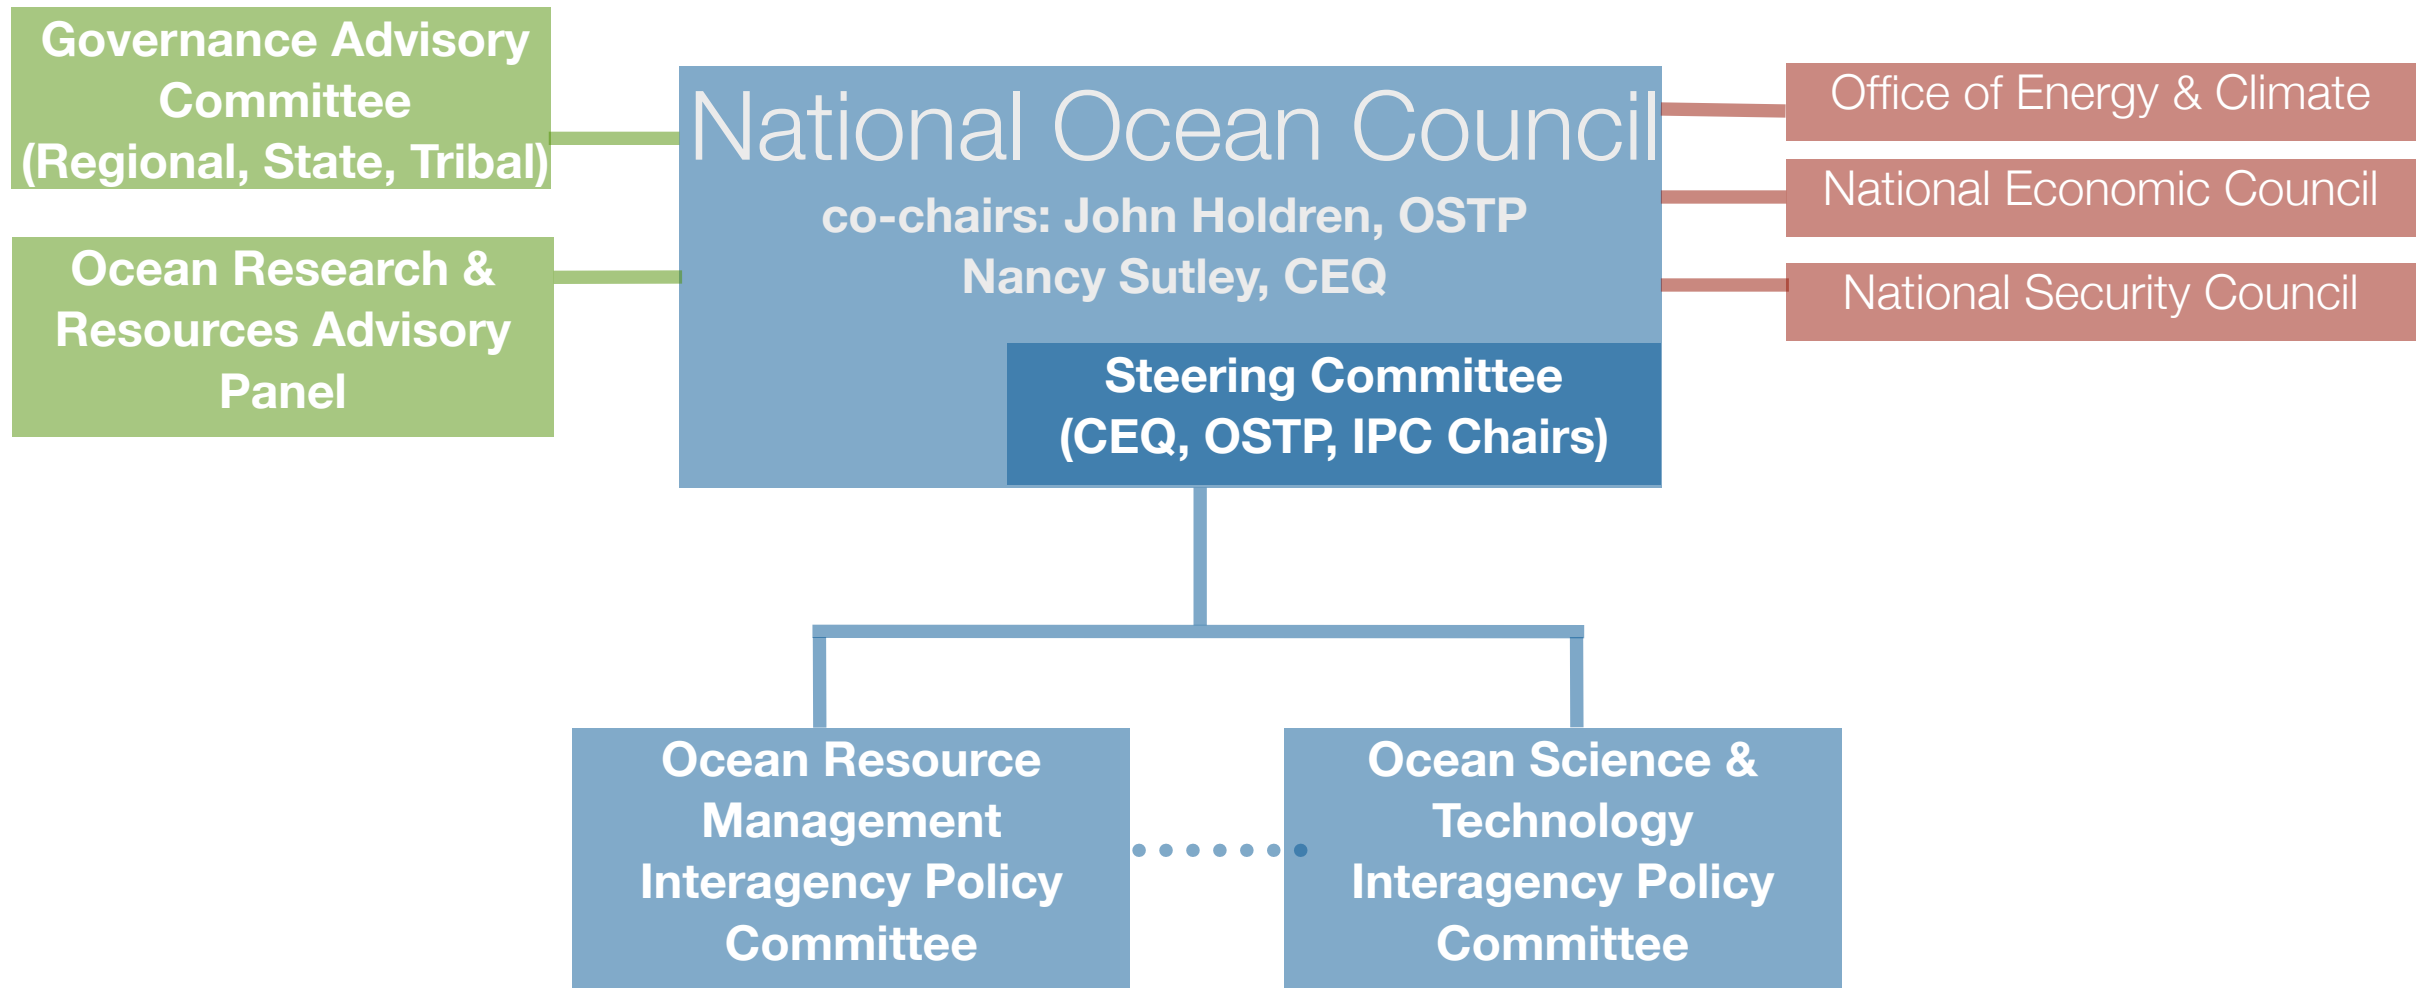 Governance Advisory
Committee
(Regional, State, Tribal)
Ocean Research &
Resources Advisory
Panel
National Ocean Council
co-chairs: John Holdren, OSTP
Nancy Sutley, CEQ
Steering Committee
(CEQ, OSTP, IPC Chairs)
Office of Energy & Climate
National Economic Council
National Security Council
Ocean Resource
Management
Interagency Policy
Committee
Ocean Science &
Technology
Interagency Policy
Committee